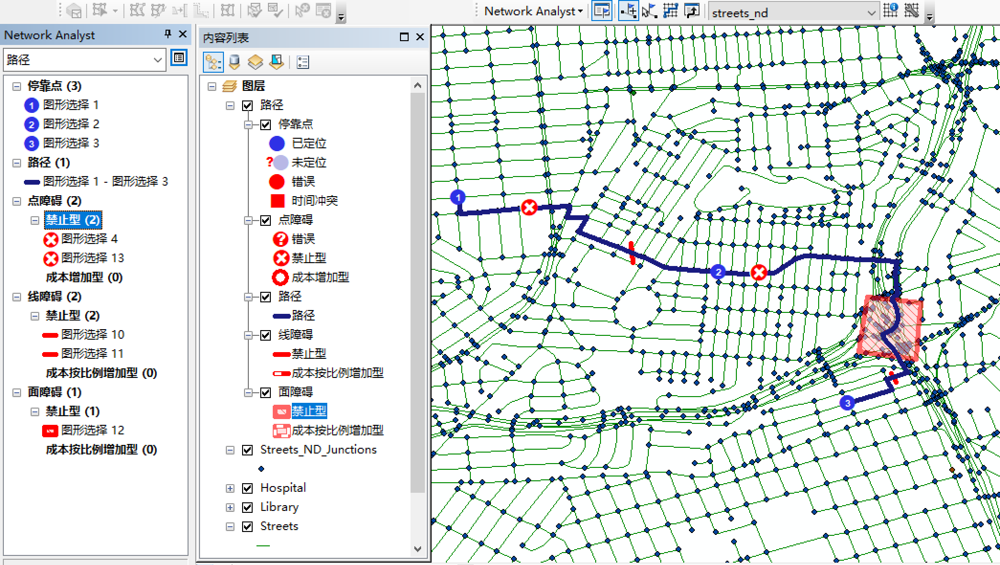 Network Analyst
streets_nd
Network Analyst
路径
停靠点 (3)
1 图形选择 1
2 图形选择 2
3 图形选择 3
路径 (1)
图形选择 1 - 图形选择 3
点障碍 (2)
禁止型 (2)
图形选择 4
图形选择 13
成本增加型 (0)
线障碍 (2)
禁止型 (2)
图形选择 10
图形选择 11
成本按比例增加型 (0)
面障碍 (1)
禁止型 (1)
图形选择 12
成本按比例增加型 (0)
内容列表
图层
路径
停靠点
已定位
? 未定位
错误
时间冲突
点障碍
? 错误
禁止型
成本增加型
路径
路径
线障碍
禁止型
成本按比例增加型
面障碍
禁止型
成本按比例增加型
Streets_ND_Junctions
Hospital
Library
Streets
1
2
3